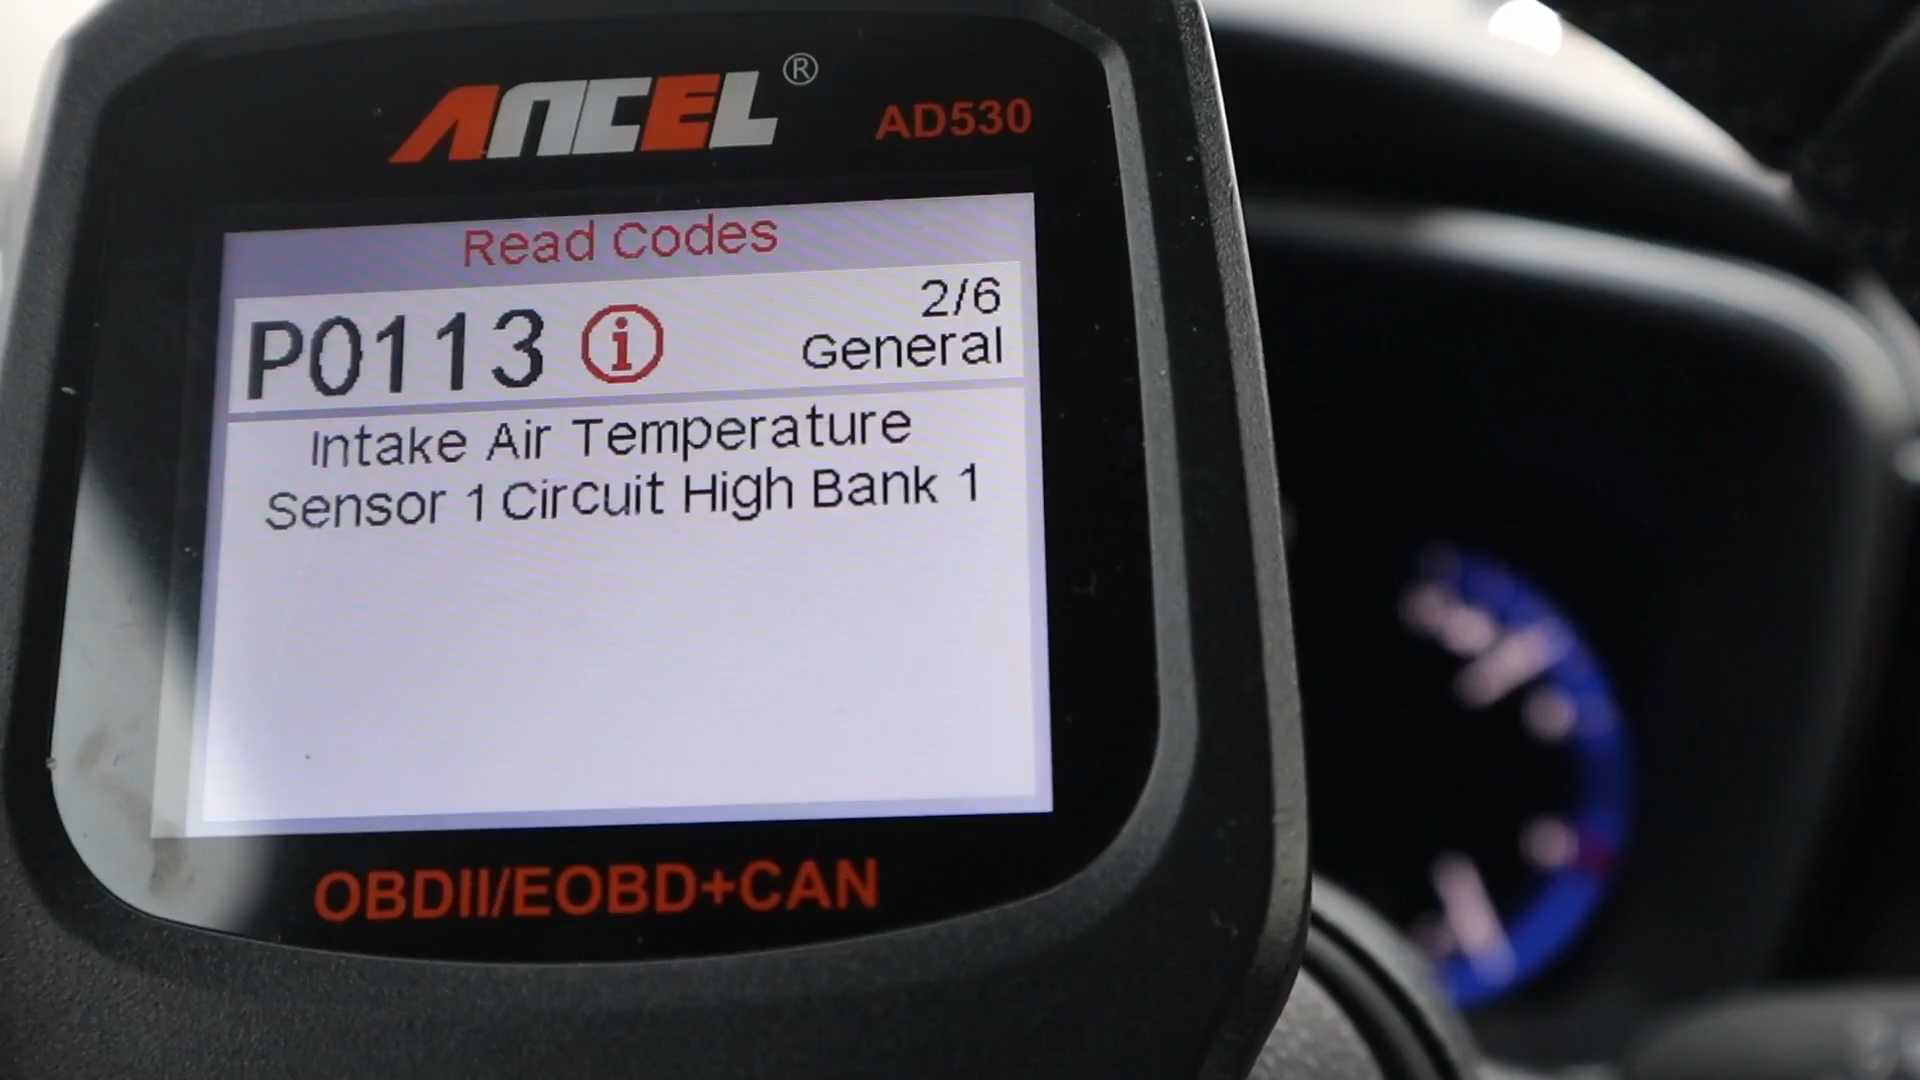 ANCEL®
AD530
Read Codes
P0113 i 2/6
General
Intake Air Temperature
Sensor 1 Circuit High Bank 1
OBDII/EOBD+CAN